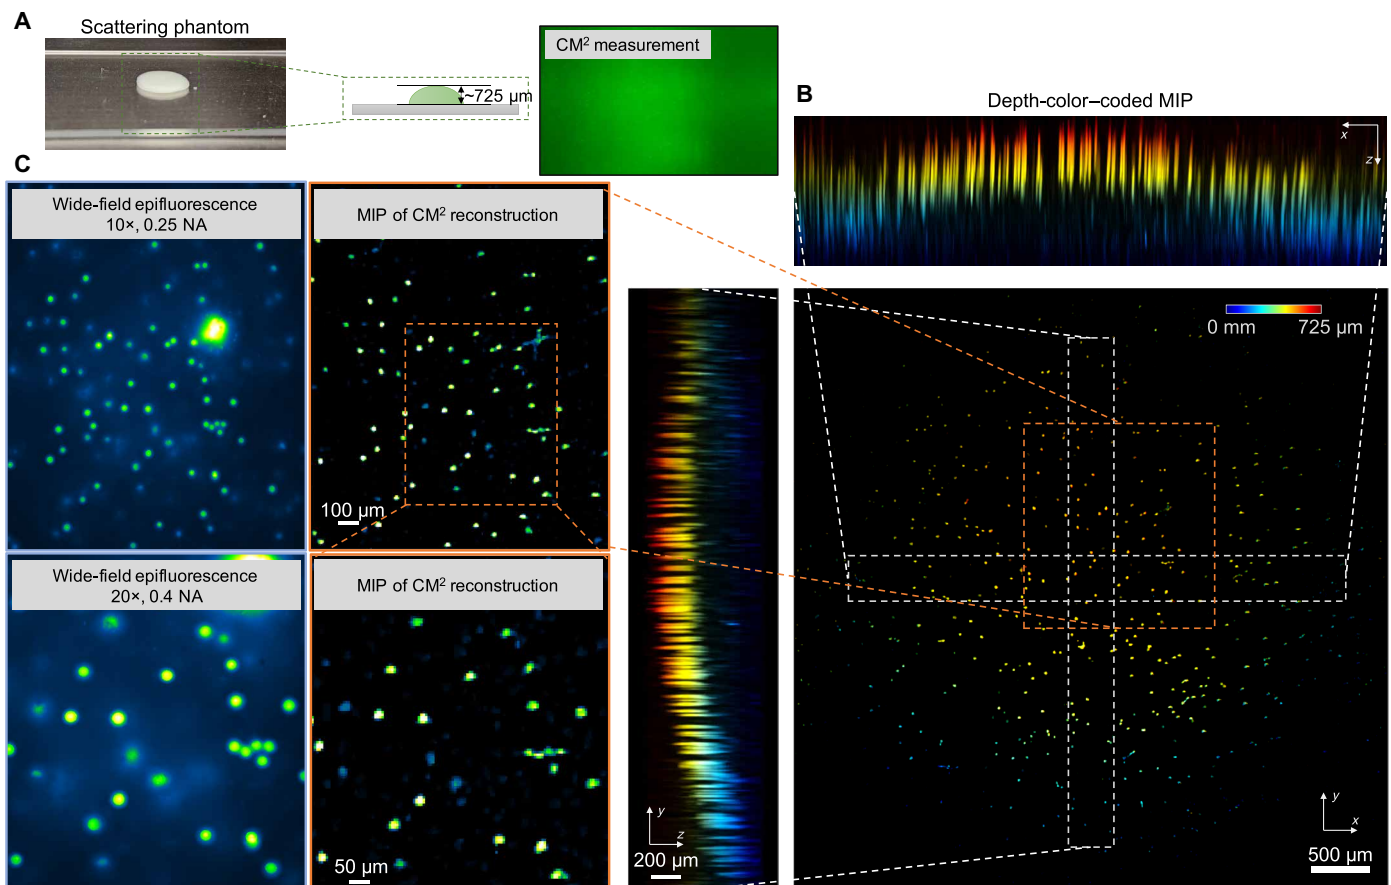 A
Scattering phantom
~725 µm
CM² measurement
B
Depth-color–coded MIP
x
z
C
Wide-field epifluorescence
10×, 0.25 NA
MIP of CM² reconstruction
100 µm
0 mm
725 µm
Wide-field epifluorescence
20×, 0.4 NA
MIP of CM² reconstruction
50 µm
y
z
200 µm
y
x
500 µm